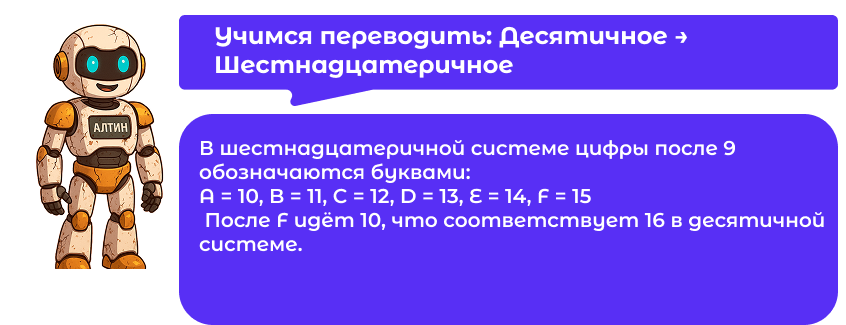 Учимся переводить: Десятичное →
Шестнадцатеричное
АЛТИН
В шестнадцатеричной системе цифры после 9
обозначаются буквами:
A = 10, B = 11, C = 12, D = 13, E = 14, F = 15
После F идёт 10, что соответствует 16 в десятичной
системе.